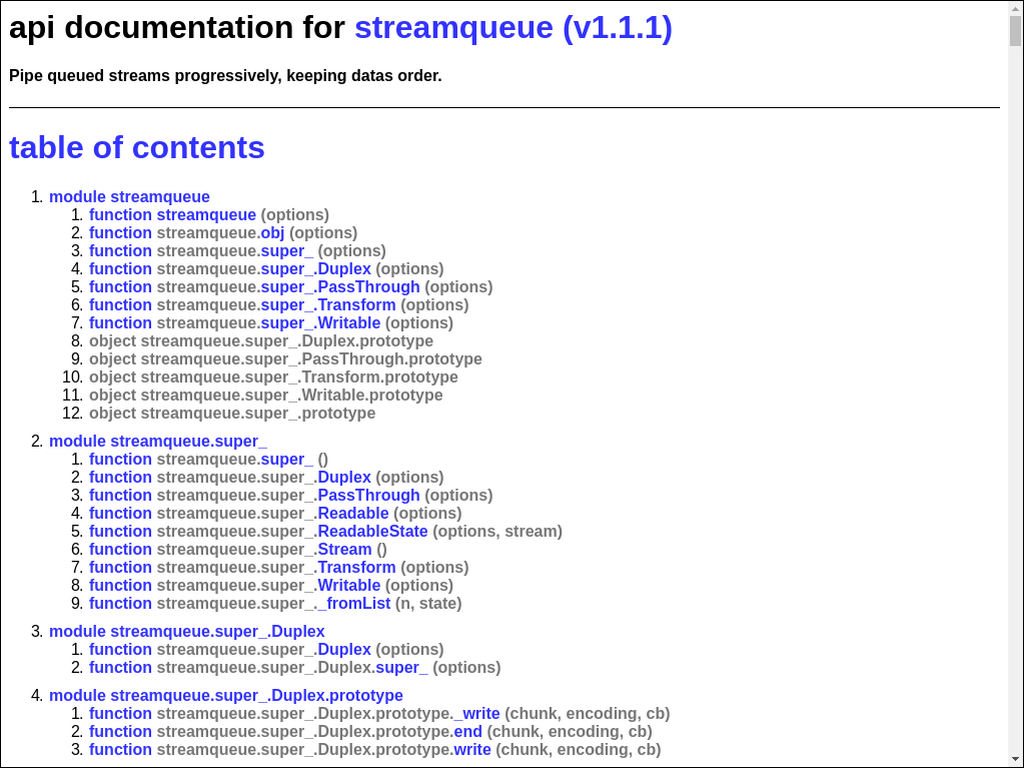 api documentation for streamqueue (v1.1.1)
Pipe queued streams progressively, keeping datas order.
table of contents
1. module streamqueue
1. function streamqueue (options)
2. function streamqueue.obj (options)
3. function streamqueue.super_ (options)
4. function streamqueue.super_.Duplex (options)
5. function streamqueue.super_.PassThrough (options)
6. function streamqueue.super_.Transform (options)
7. function streamqueue.super_.Writable (options)
8. object streamqueue.super_.Duplex.prototype
9. object streamqueue.super_.PassThrough.prototype
10. object streamqueue.super_.Transform.prototype
11. object streamqueue.super_.Writable.prototype
12. object streamqueue.super_.prototype
2. module streamqueue.super_
1. function streamqueue.super_ ()
2. function streamqueue.super_.Duplex (options)
3. function streamqueue.super_.PassThrough (options)
4. function streamqueue.super_.Readable (options)
5. function streamqueue.super_.ReadableState (options, stream)
6. function streamqueue.super_.Stream ()
7. function streamqueue.super_.Transform (options)
8. function streamqueue.super_.Writable (options)
9. function streamqueue.super_._fromList (n, state)
3. module streamqueue.super_.Duplex
1. function streamqueue.super_.Duplex (options)
2. function streamqueue.super_.Duplex.super_ (options)
4. module streamqueue.super_.Duplex.prototype
1. function streamqueue.super_.Duplex.prototype._write (chunk, encoding, cb)
2. function streamqueue.super_.Duplex.prototype.end (chunk, encoding, cb)
3. function streamqueue.super_.Duplex.prototype.write (chunk, encoding, cb)